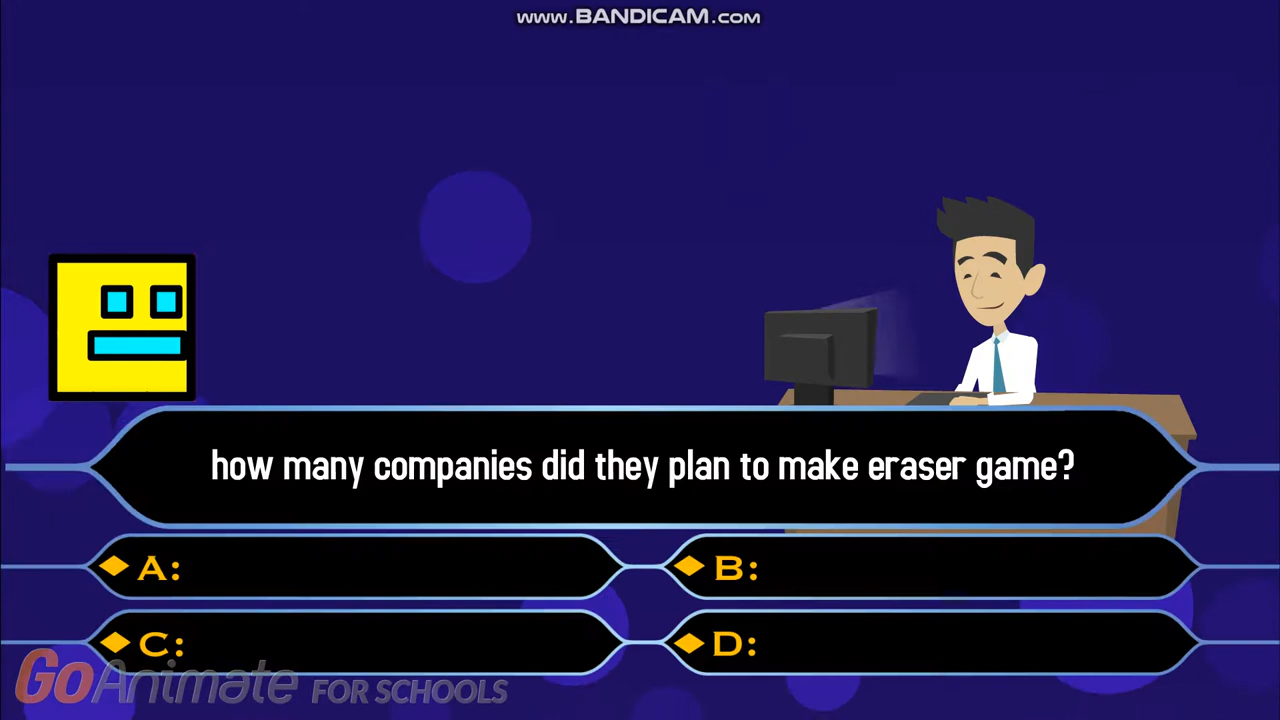 www.BANDICAM.com
how many companies did they plan to make eraser game?
A:
B:
C:
D:
GoAnimate FOR SCHOOLS